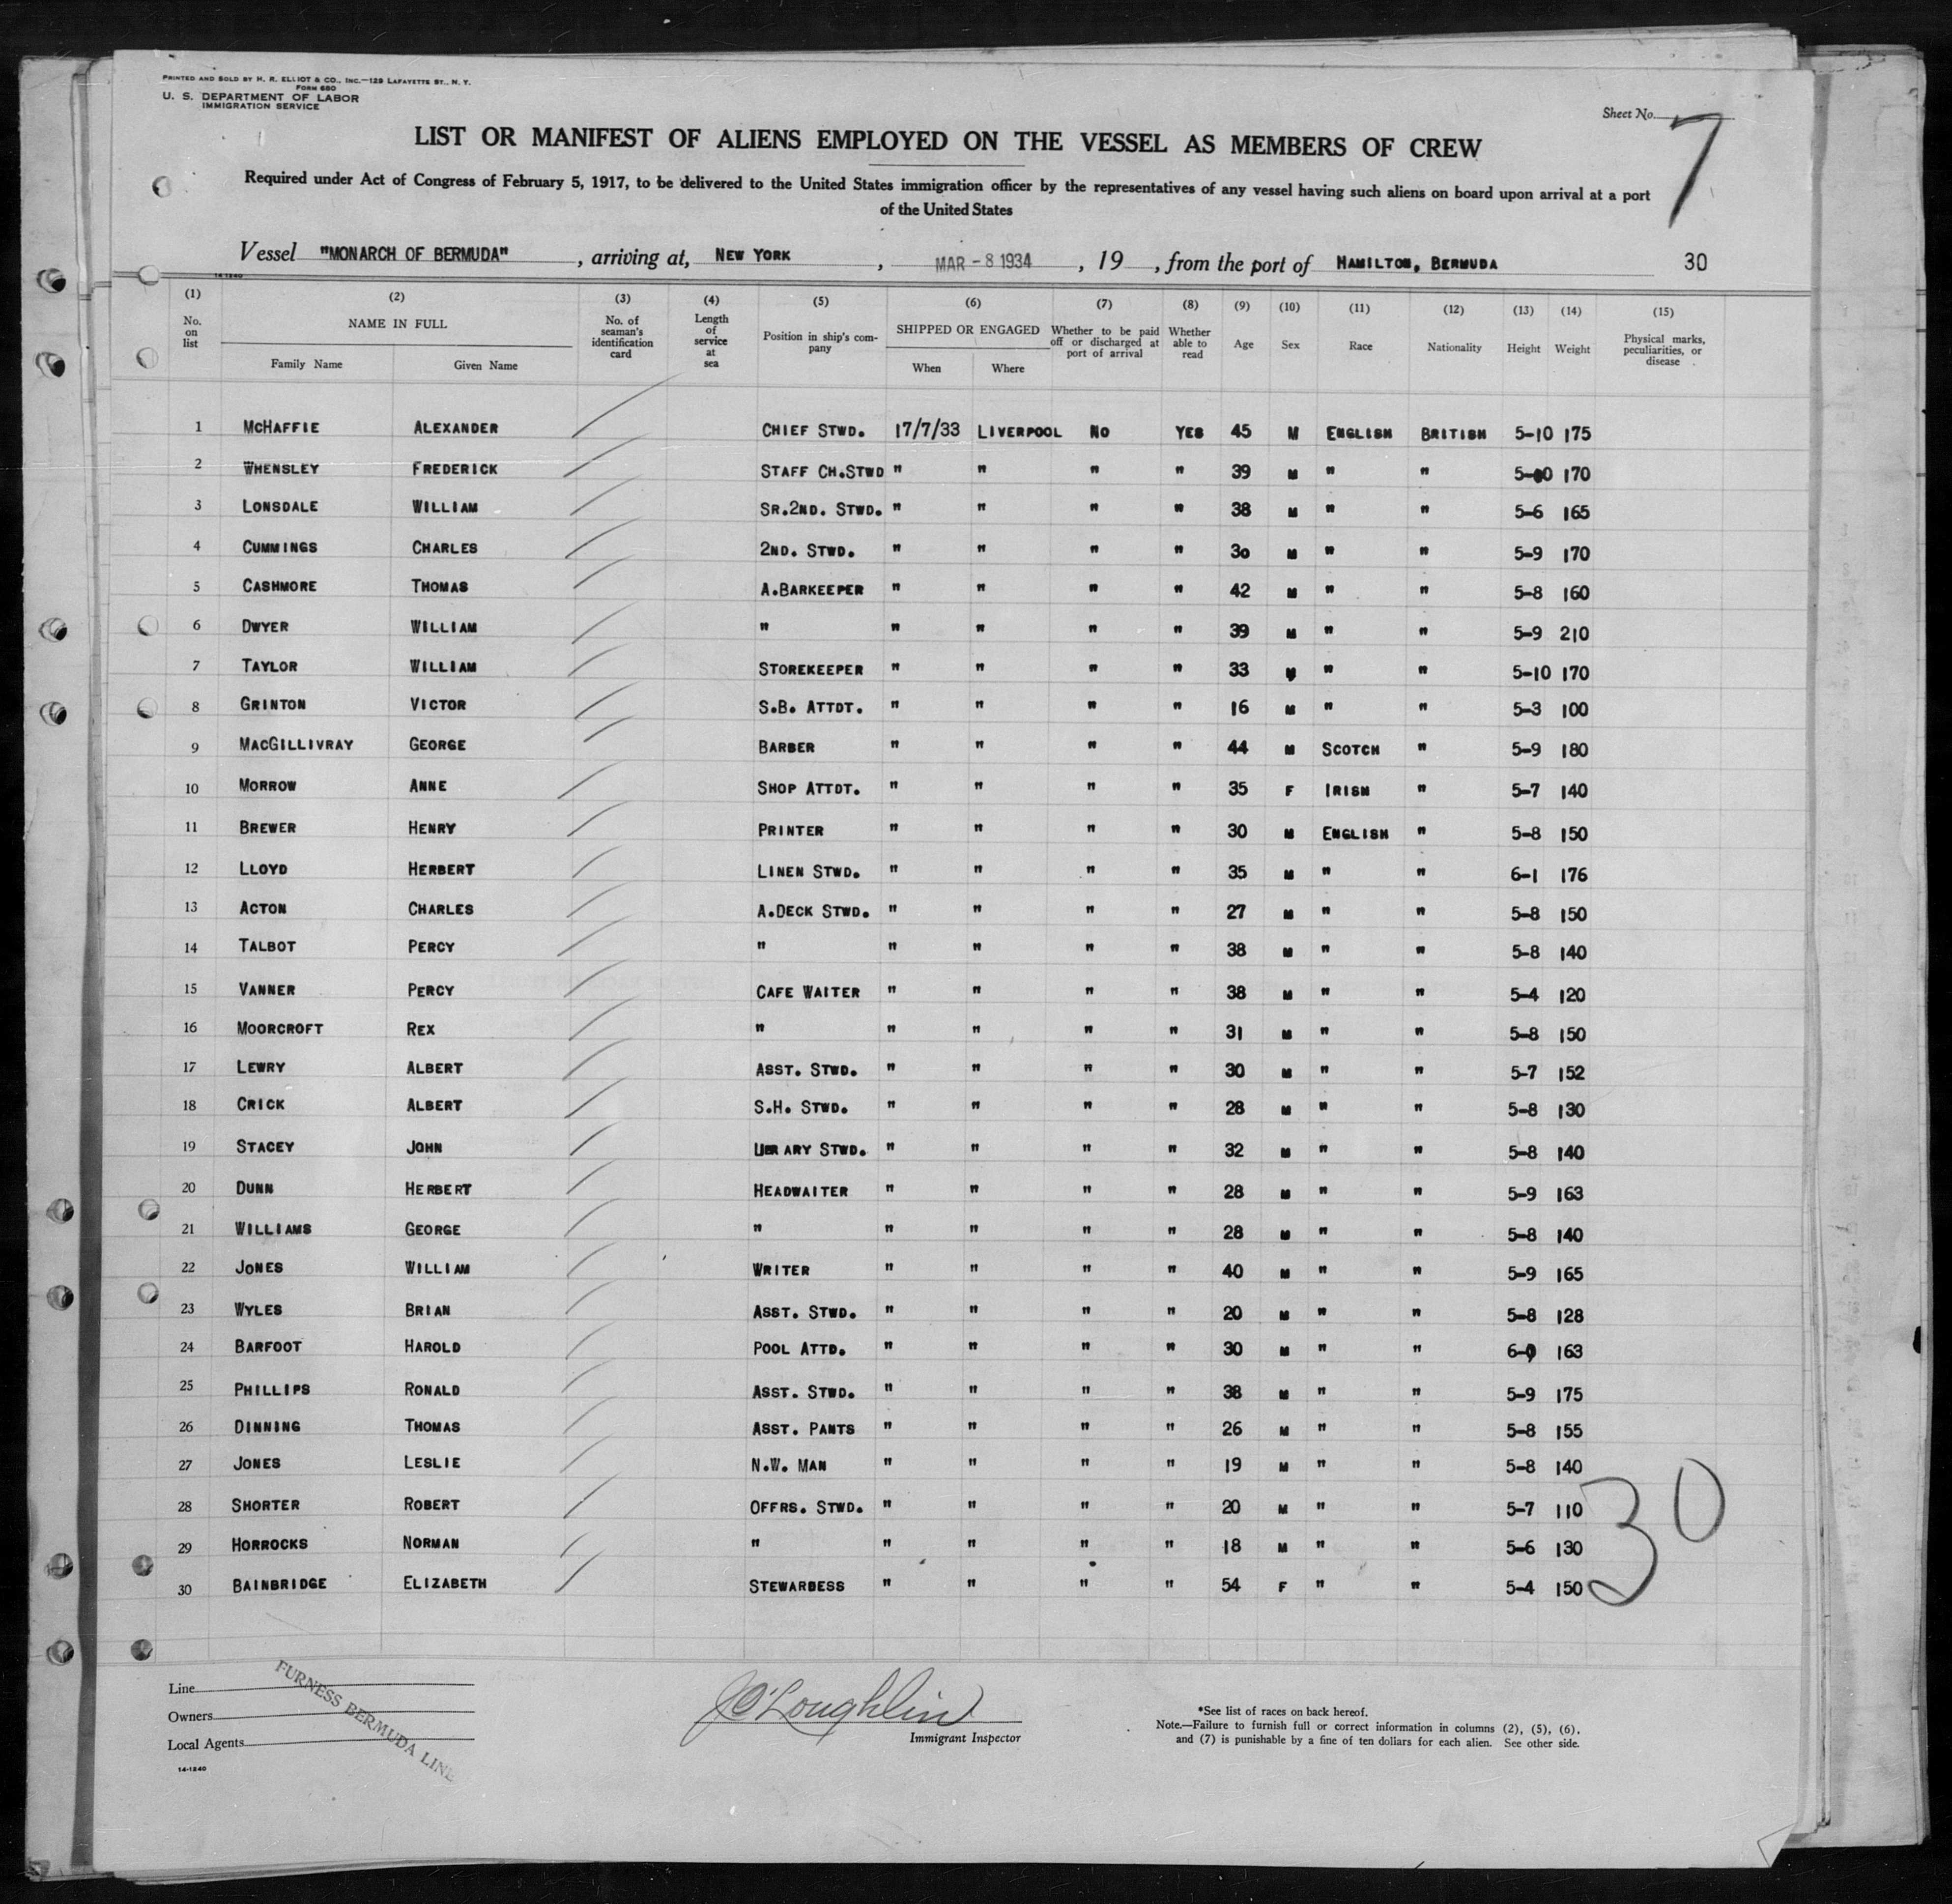 PRINTED AND SOLD BY H. R. ELLIOT & CO., INC.—129 LAFAYETTE ST., N. Y.
FORM 680
U. S. DEPARTMENT OF LABOR
IMMIGRATION SERVICE
Sheet No. 7
LIST OR MANIFEST OF ALIENS EMPLOYED ON THE VESSEL AS MEMBERS OF CREW
Required under Act of Congress of February 5, 1917, to be delivered to the United States immigration officer by the representatives of any vessel having such aliens on board upon arrival at a port
of the United States
Vessel "MONARCH OF BERMUDA", arriving at, NEW YORK, MAR - 8 1934, 19 , from the port of HAMILTON, BERMUDA 30
14-1240
(1) (2) (3) (4) (5) (6) (7) (8) (9) (10) (11) (12) (13) (14) (15)
No. on list NAME IN FULL Family Name Given Name No. of seaman's identification card Length of service at sea Position in ship's company SHIPPED OR ENGAGED When Where Whether to be paid off or discharged at port of arrival Whether able to read Age Sex Race Nationality Height Weight Physical marks, peculiarities, or disease
1 MCHAFFIE ALEXANDER CHIEF STWD. 17/7/33 LIVERPOOL NO YES 45 M ENGLISH BRITISH 5-10 175
2 WHENSLEY FREDERICK STAFF CH.STWD " " " " 39 M " " 170
3 LONSDALE WILLIAM SR.2ND. STWD. " " " " 38 M " " 5-6 165
4 CUMMINGS CHARLES 2ND. STWD. " " " " 30 M " " 5-9 170
5 CASHMORE THOMAS A.BARKEEPER " " " " 42 M " " 5-8 160
6 DWYER WILLIAM " " " " " 39 M " " 5-9 210
7 TAYLOR WILLIAM STOREKEEPER " " " " 33 M " " 5-10 170
8 GRINTON VICTOR S.B. ATTDT. " " " " 16 M " " 5-3 100
9 MACGILLIVRAY GEORGE BARBER " " " " 44 M SCOTCH " 5-9 180
10 MORROW ANNE SHOP ATTDT. " " " " 35 F IRISH " 5-7 140
11 BREWER HENRY PRINTER " " " " 30 M ENGLISH " 5-8 150
12 LLOYD HERBERT LINEN STWD. " " " " 35 M " " 6-1 176
13 ACTON CHARLES A.DECK STWD. " " " " 27 M " " 5-8 150
14 TALBOT PERCY " " " " " 38 M " " 5-8 140
15 VANNER PERCY CAFE WAITER " " " " 38 M " " 5-4 120
16 MOORCROFT REX " " " " " 31 M " " 5-8 150
17 LEWRY ALBERT ASST. STWD. " " " " 30 M " " 5-7 152
18 CRICK ALBERT S.H. STWD. " " " " 28 M " " 5-8 130
19 STACEY JOHN LIBRARY STWD. " " " " 32 M " " 5-8 140
20 DUNN HERBERT HEADWAITER " " " " 28 M " " 5-9 163
21 WILLIAMS GEORGE " " " " " 28 M " " 5-8 140
22 JONES WILLIAM WRITER " " " " 40 M " " 5-9 165
23 WYLES BRIAN ASST. STWD. " " " " 20 M " " 5-8 128
24 BARFOOT HAROLD POOL ATTD. " " " " 30 M " " 6-0 163
25 PHILLIPS RONALD ASST. STWD. " " " " 38 M " " 5-9 175
26 DINNING THOMAS ASST. PANTS " " " " 26 M " " 5-8 155
27 JONES LESLIE N.W. MAN " " " " 19 M " " 5-8 140
28 SHORTER ROBERT OFFRS. STWD. " " " " 20 M " " 5-7 110
29 HORROCKS NORMAN " " " " " 18 M " " 5-6 130
30 BAINBRIDGE ELIZABETH STEWARDESS " " " " 54 F " " 5-4 150
30
Line
Owners
Local Agents
FURNESS BERMUDA LINE
14-1240
J O'Loughlin
Immigrant Inspector
*See list of races on back hereof.
Note.—Failure to furnish full or correct information in columns (2), (5), (6),
and (7) is punishable by a fine of ten dollars for each alien. See other side.